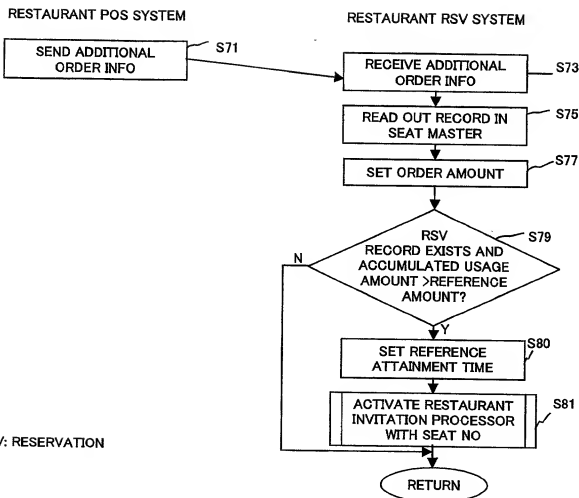 RESTAURANT POS SYSTEM
RESTAURANT RSV SYSTEM
SEND ADDITIONAL
ORDER INFO
S71
RECEIVE ADDITIONAL
ORDER INFO
S73
READ OUT RECORD IN
SEAT MASTER
S75
SET ORDER AMOUNT
S77
RSV
RECORD EXISTS AND
ACCUMULATED USAGE
AMOUNT >REFERENCE
AMOUNT?
S79
N
Y
SET REFERENCE
ATTAINMENT TIME
S80
ACTIVATE RESTAURANT
INVITATION PROCESSOR
WITH SEAT NO
S81
: RESERVATION
RETURN